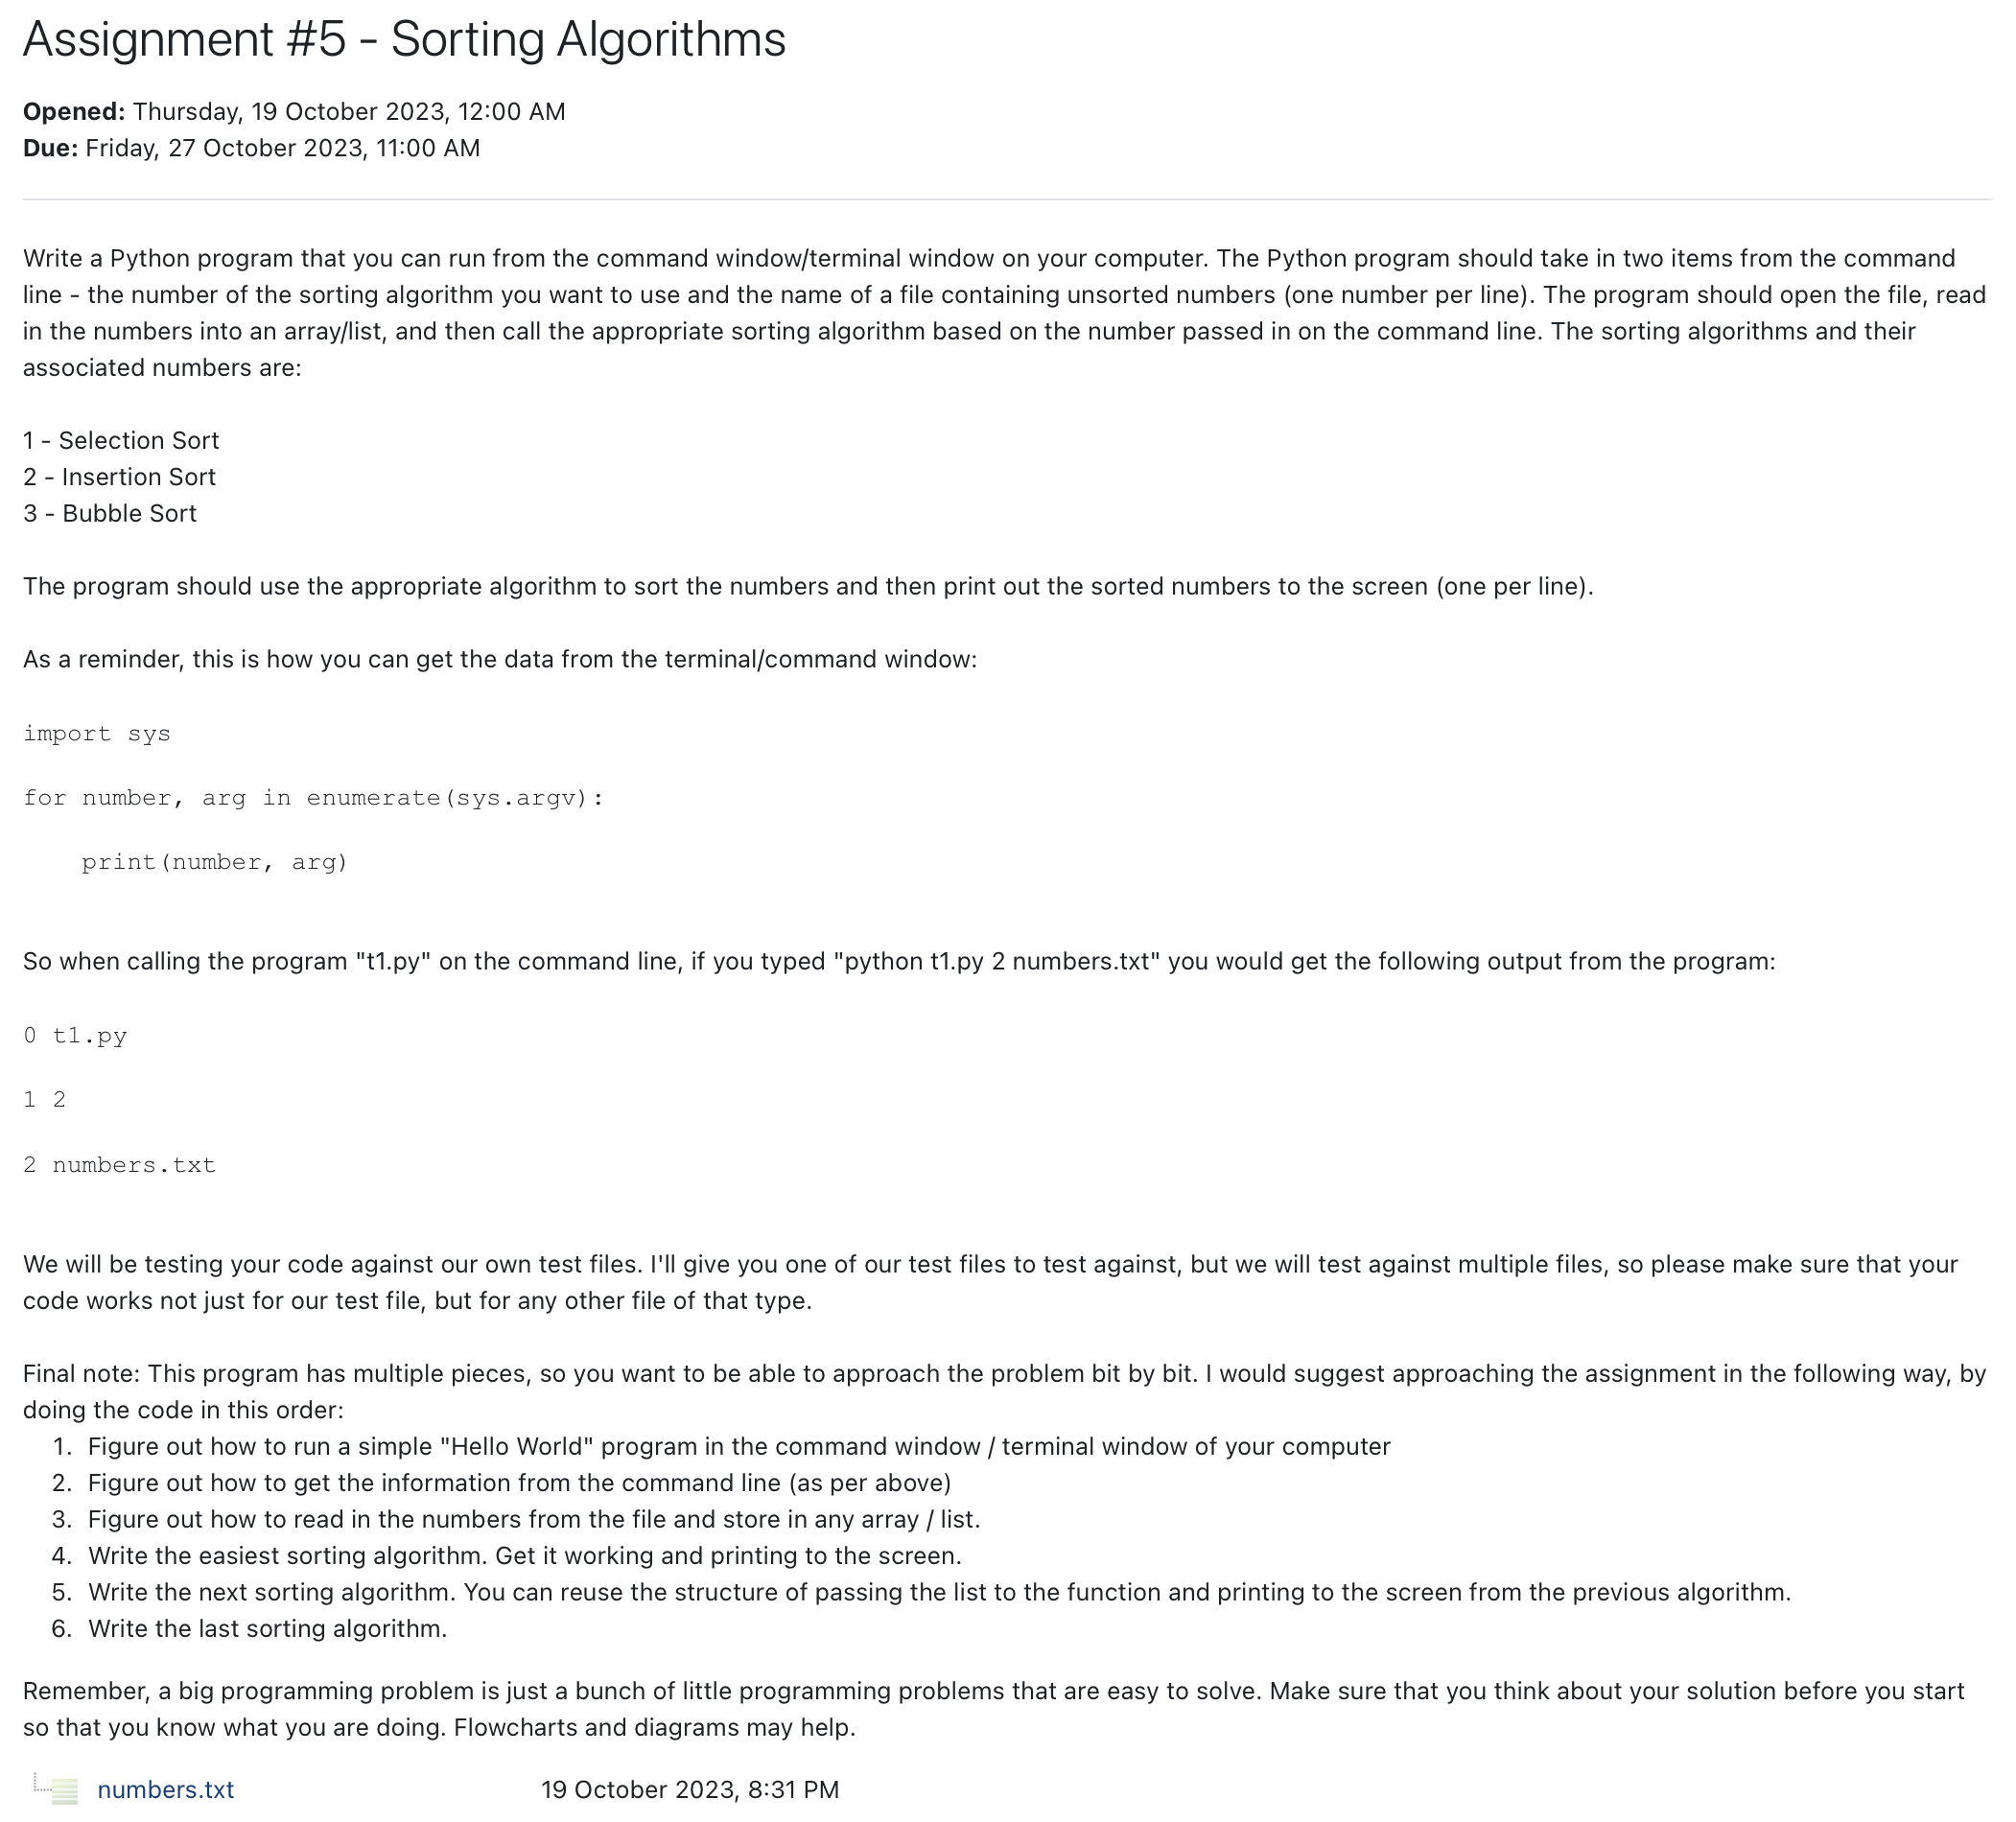 Assignment #5 - Sorting Algorithms
Opened: Thursday, 19 October 2023, 12:00 AM
Due: Friday, 27 October 2023, 11:00 AM
Write a Python program that you can run from the command window/terminal window on your computer. The Python program should take in two items from the command
line - the number of the sorting algorithm you want to use and the name of a file containing unsorted numbers (one number per line). The program should open the file, read
in the numbers into an array/list, and then call the appropriate sorting algorithm based on the number passed in on the command line. The sorting algorithms and their
associated numbers are:
1 - Selection Sort
2 - Insertion Sort
3 - Bubble Sort
The program should use the appropriate algorithm to sort the numbers and then print out the sorted numbers to the screen (one per line).
As a reminder, this is how you can get the data from the terminal/command window:
import sys
for number, arg in enumerate(sys.argv):
    print(number, arg)
So when calling the program "t1.py" on the command line, if you typed "python t1.py 2 numbers.txt" you would get the following output from the program:
0 t1.py
1 2
2 numbers.txt
We will be testing your code against our own test files. I'll give you one of our test files to test against, but we will test against multiple files, so please make sure that your
code works not just for our test file, but for any other file of that type.
Final note: This program has multiple pieces, so you want to be able to approach the problem bit by bit. I would suggest approaching the assignment in the following way, by
doing the code in this order:
1. Figure out how to run a simple "Hello World" program in the command window / terminal window of your computer
2. Figure out how to get the information from the command line (as per above)
3. Figure out how to read in the numbers from the file and store in any array / list.
4. Write the easiest sorting algorithm. Get it working and printing to the screen.
5. Write the next sorting algorithm. You can reuse the structure of passing the list to the function and printing to the screen from the previous algorithm.
6. Write the last sorting algorithm.
Remember, a big programming problem is just a bunch of little programming problems that are easy to solve. Make sure that you think about your solution before you start
so that you know what you are doing. Flowcharts and diagrams may help.
numbers.txt 19 October 2023, 8:31 PM